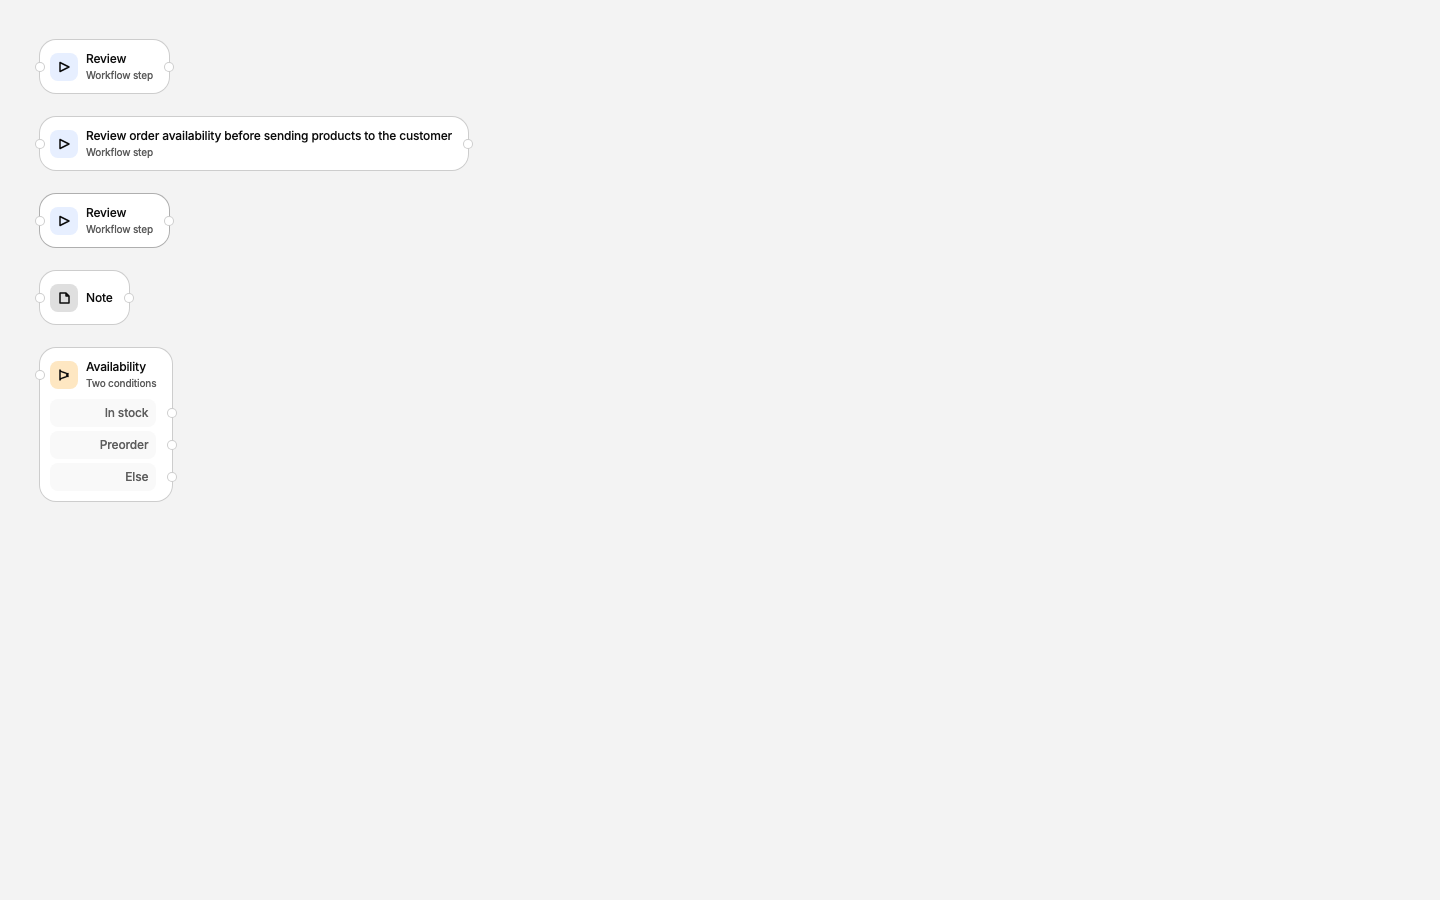 Review
Workflow step
Review order availability before sending products to the customer
Workflow step
Review
Workflow step
Note
Availability
Two conditions
In stock
Preorder
Else